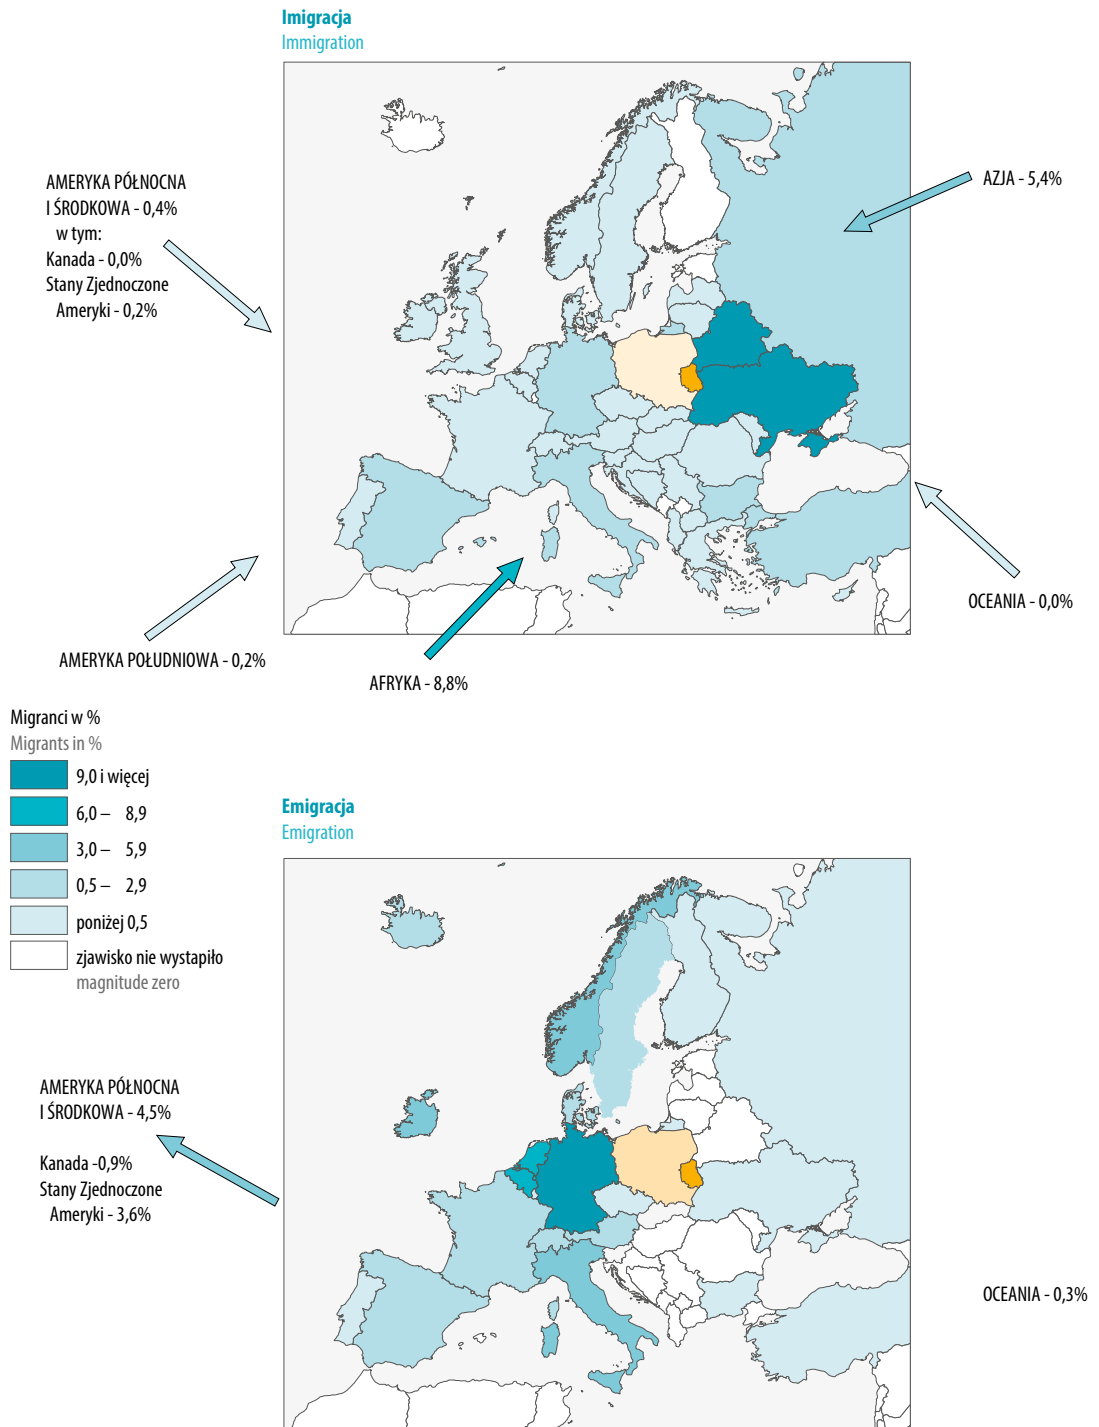 Imigracja
Immigration
AMERYKA PÓŁNOCNA
I ŚRODKOWA - 0,4%
w tym:
Kanada - 0,0%
Stany Zjednoczone
Ameryki - 0,2%
AZJA - 5,4%
OCEANIA - 0,0%
AMERYKA POŁUDNIOWA - 0,2%
AFRYKA - 8,8%
Migranci w %
Migrants in %
9,0 i więcej
6,0 – 8,9
3,0 – 5,9
0,5 – 2,9
poniżej 0,5
zjawisko nie wystapiło
magnitude zero
Emigracja
Emigration
AMERYKA PÓŁNOCNA
I ŚRODKOWA - 4,5%
Kanada -0,9%
Stany Zjednoczone
Ameryki - 3,6%
OCEANIA - 0,3%